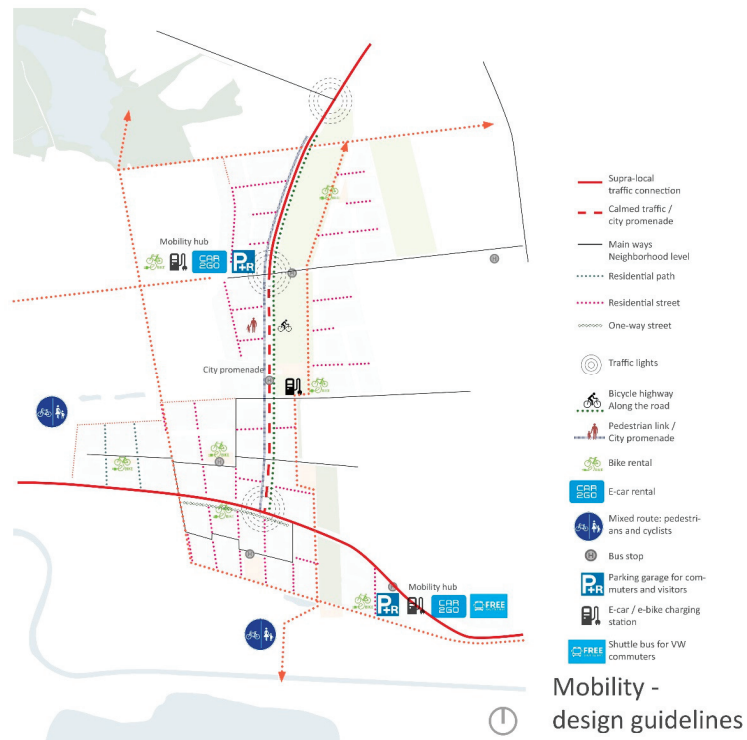 Mobility hub
CAR
2GO
P+R
H
H
City promenade
H
H
H
H
Mobility hub
P+R
CAR
2GO
FREE
Supra-local
traffic connection
Calmed traffic /
city promenade
Main ways
Neighborhood level
Residential path
Residential street
One-way street
Traffic lights
Bicycle highway
Along the road
Pedestrian link /
City promenade
Bike rental
CAR
2GO
E-car rental
Mixed route: pedestri-
ans and cyclists
H
Bus stop
P+R
Parking garage for com-
muters and visitors
E-car / e-bike charging
station
FREE
Shuttle bus for VW
commuters
Mobility -
design guidelines